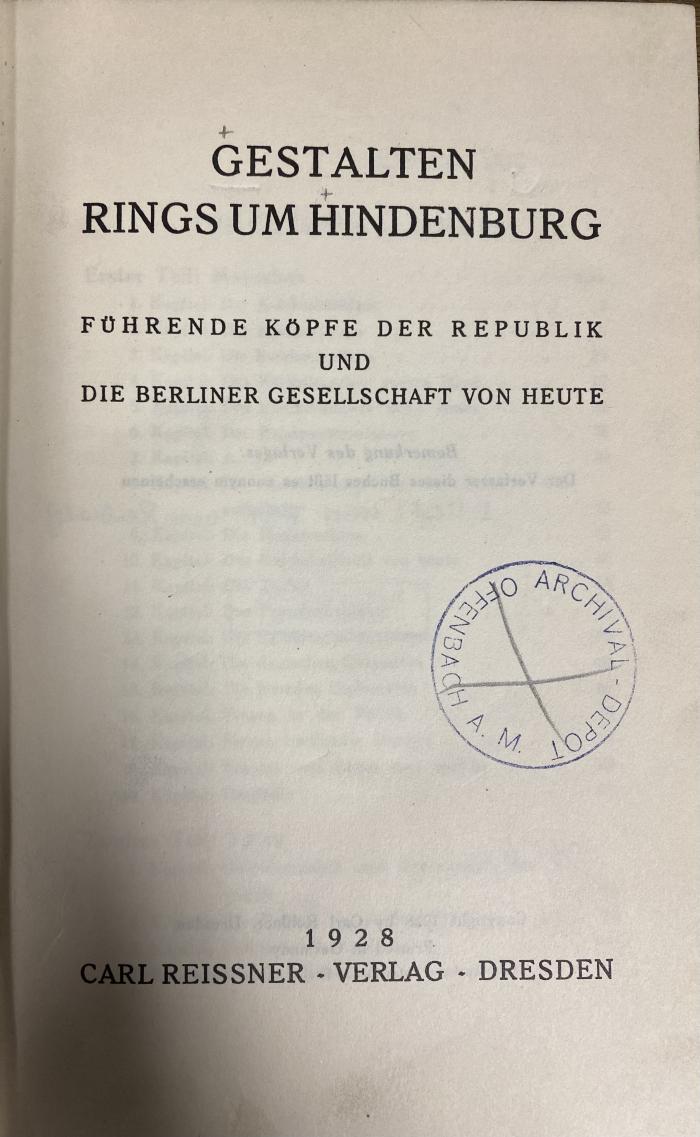 GESTALTEN
RINGS UM HINDENBURG
FÜHRENDE KÖPFE DER REPUBLIK
UND
DIE BERLINER GESELLSCHAFT VON HEUTE
OFFENBACH A. M. ARCHIVAL - DEPOT
1928
CARL REISSNER - VERLAG - DRESDEN